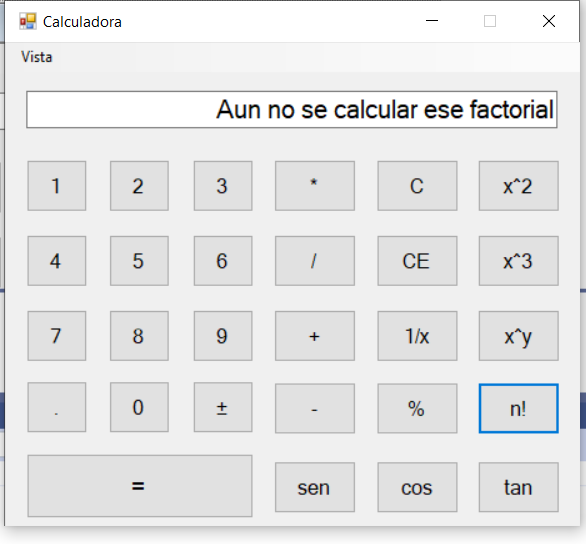 Calculadora
Vista
Aun no se calcular ese factorial
1 2 3 * C x^2
4 5 6 / CE x^3
7 8 9 + 1/x x^y
. 0 ± - % n!
= sen cos tan